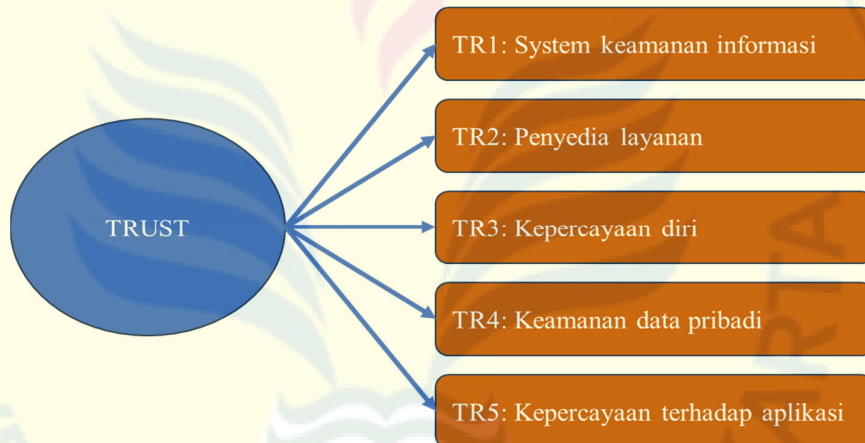 TRUST
TR1: System keamanan informasi
TR2: Penyedia layanan
TR3: Kepercayaan diri
TR4: Keamanan data pribadi
TR5: Kepercayaan terhadap aplikasi
ARTA